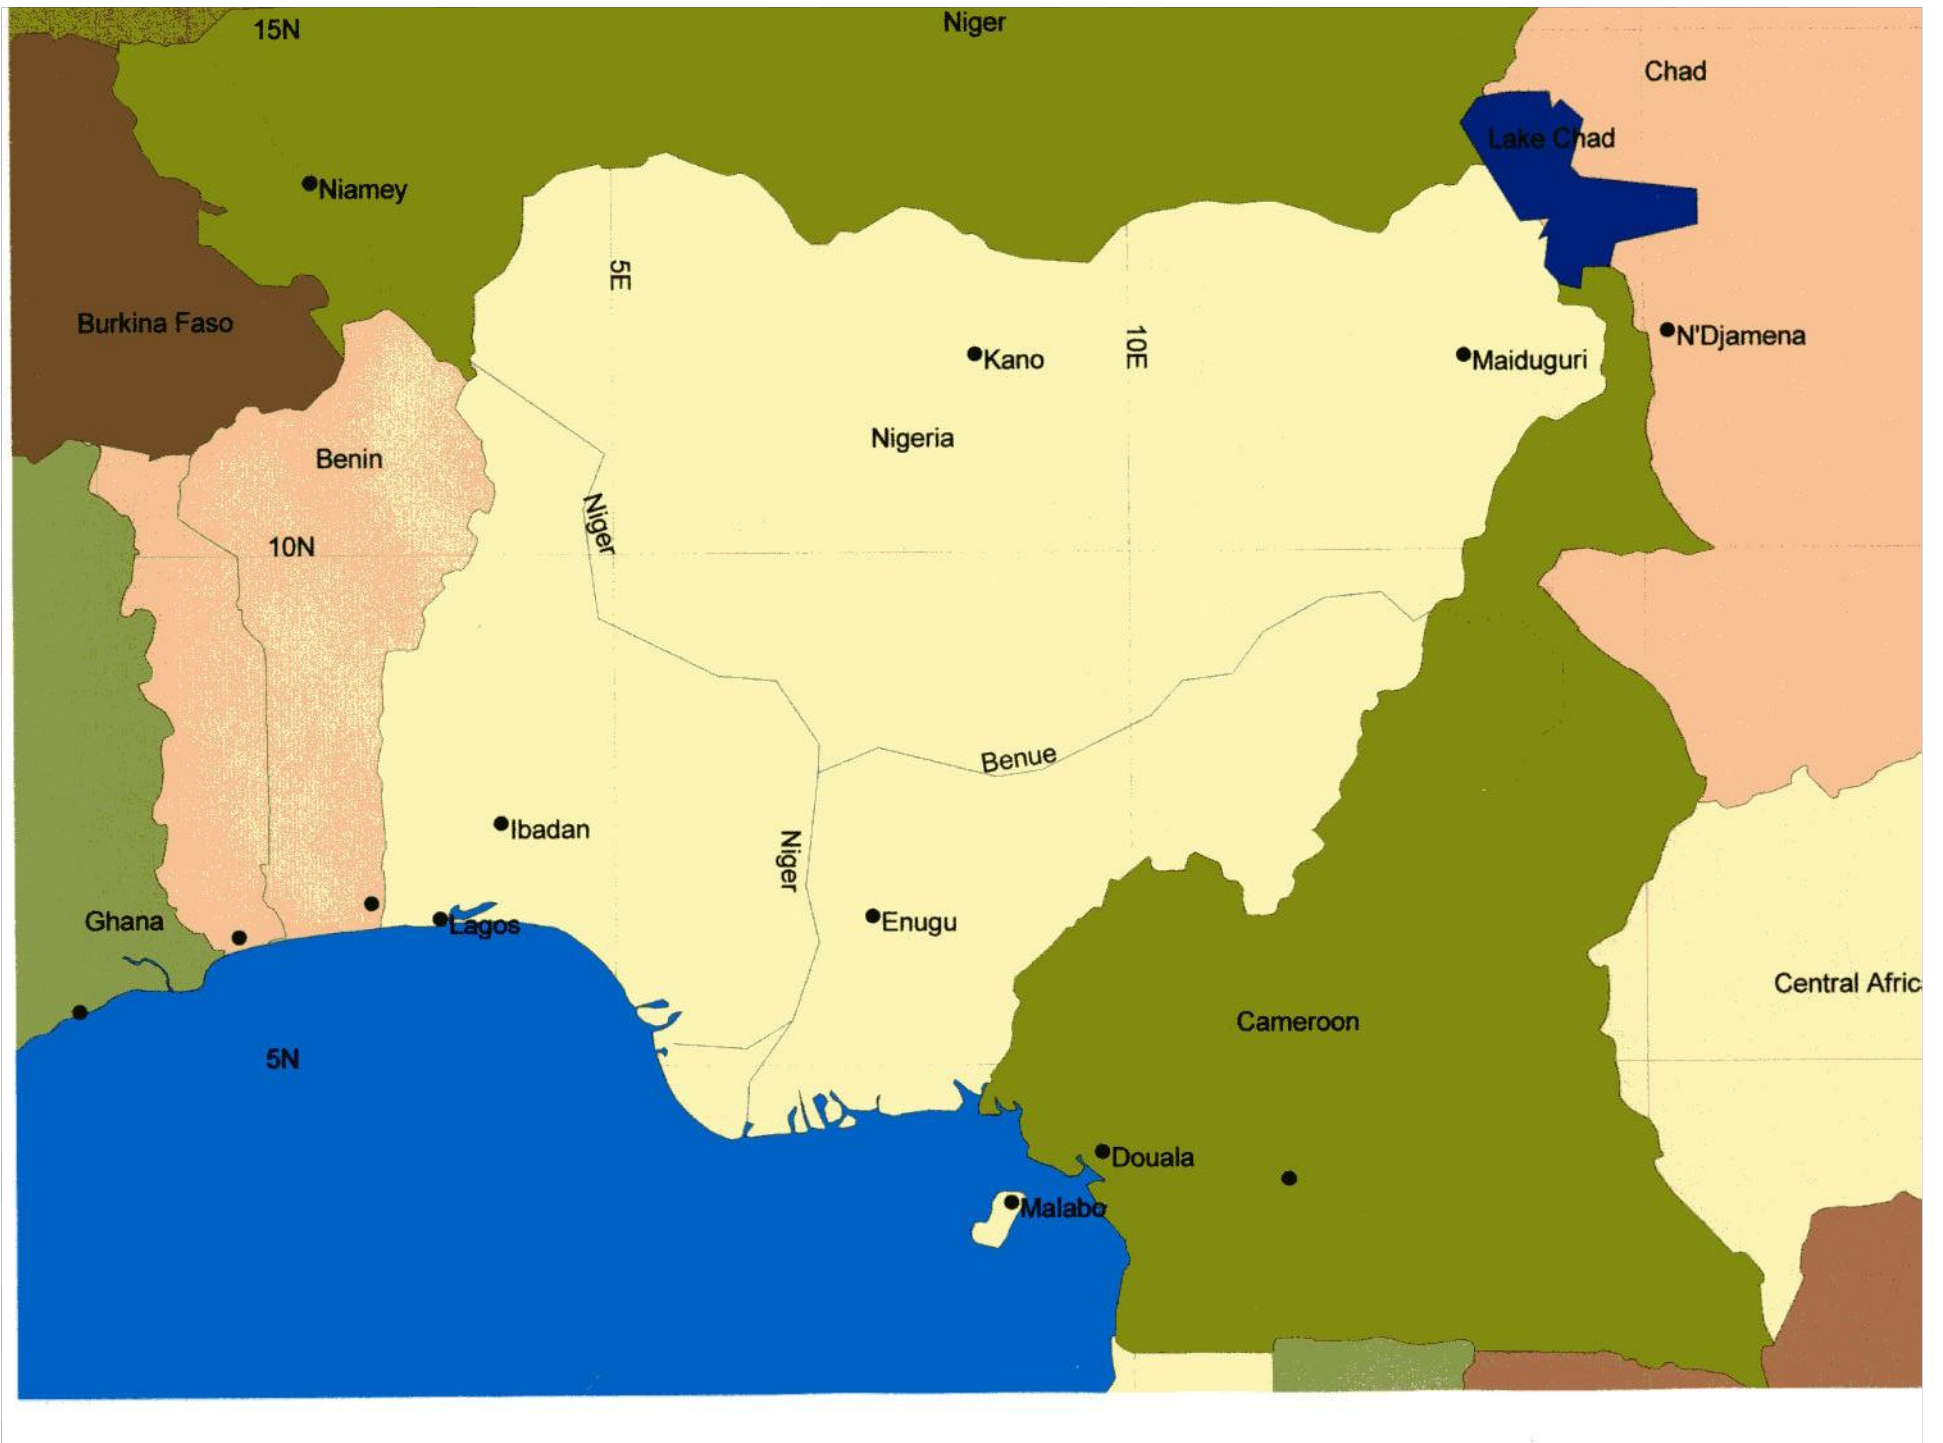 15N
Niger
Chad
Lake Chad
Niamey
5E
Burkina Faso
10E
N'Djamena
Kano
Maiduguri
Nigeria
Benin
Niger
10N
Benue
Ibadan
Niger
Ghana
Lagos
Enugu
Central Afric
Cameroon
5N
Douala
Malabo